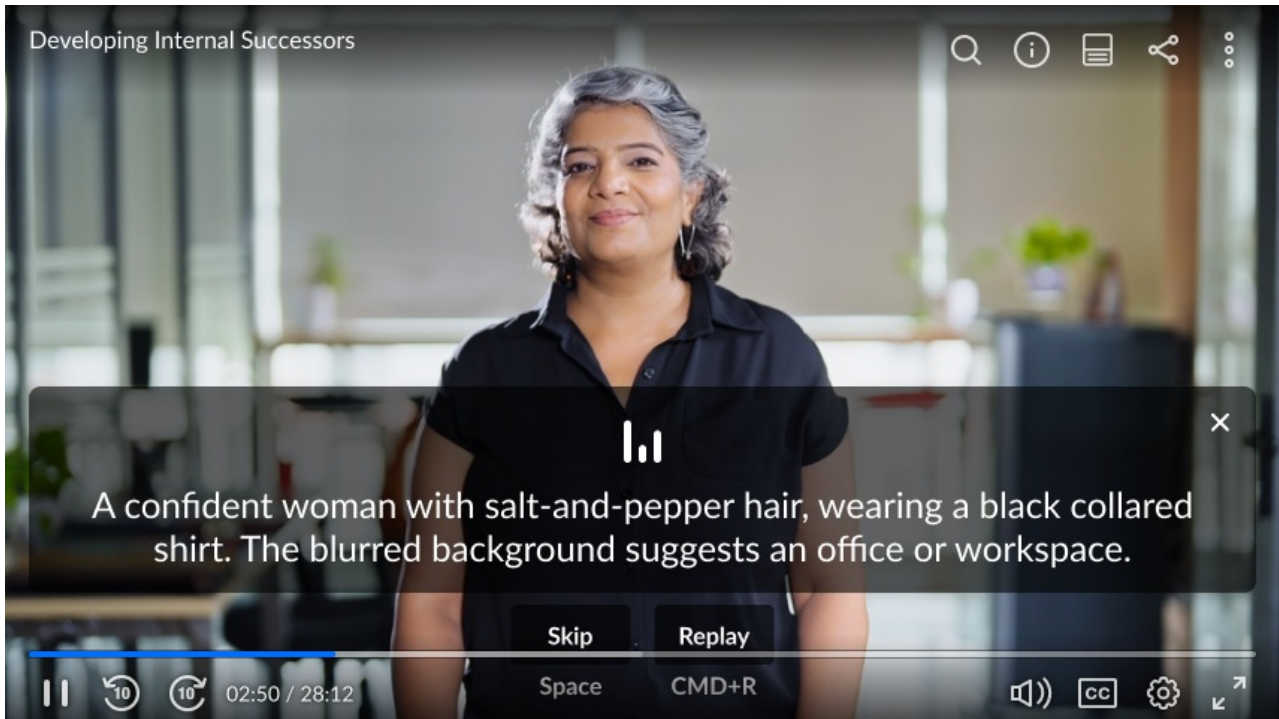 Developing Internal Successors
A confident woman with salt-and-pepper hair, wearing a black collared
shirt. The blurred background suggests an office or workspace.
Skip
Replay
Space
CMD+R
10
10
02:50 / 28:12
CC